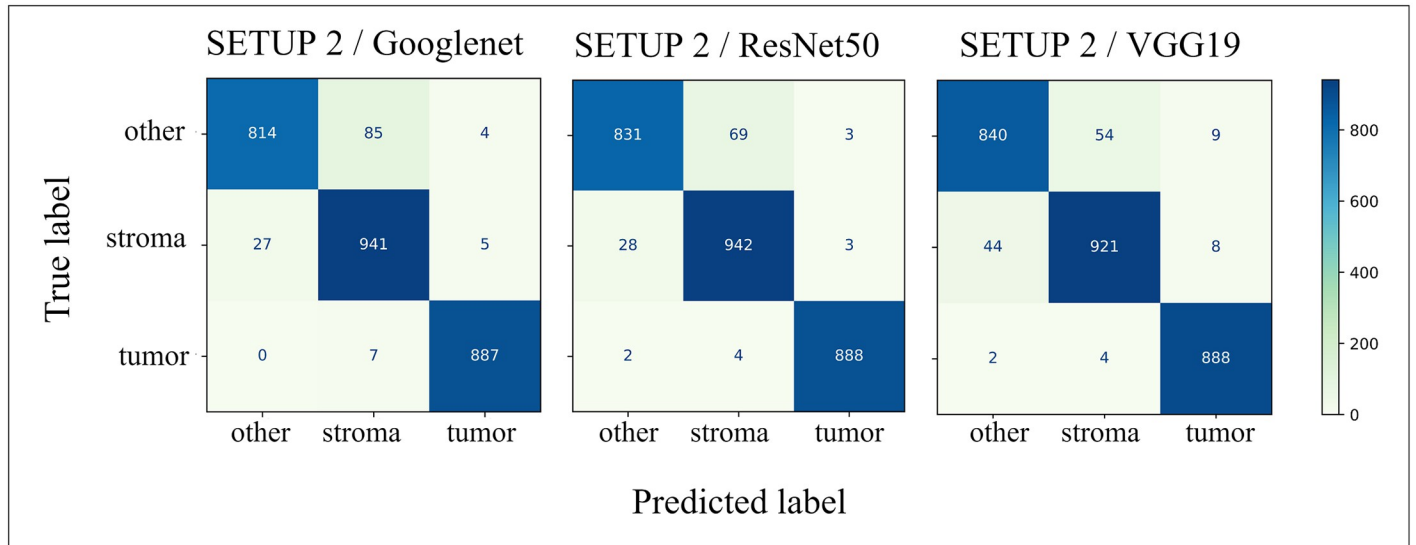 SETUP 2 / Googlenet SETUP 2 / ResNet50 SETUP 2 / VGG19
other 814 85 4 831 69 3 840 54 9 800
stroma 27 941 5 28 942 3 44 921 8 600
400
tumor 0 7 887 2 4 888 2 4 888 200
0
other stroma tumor other stroma tumor other stroma tumor
True label
Predicted label